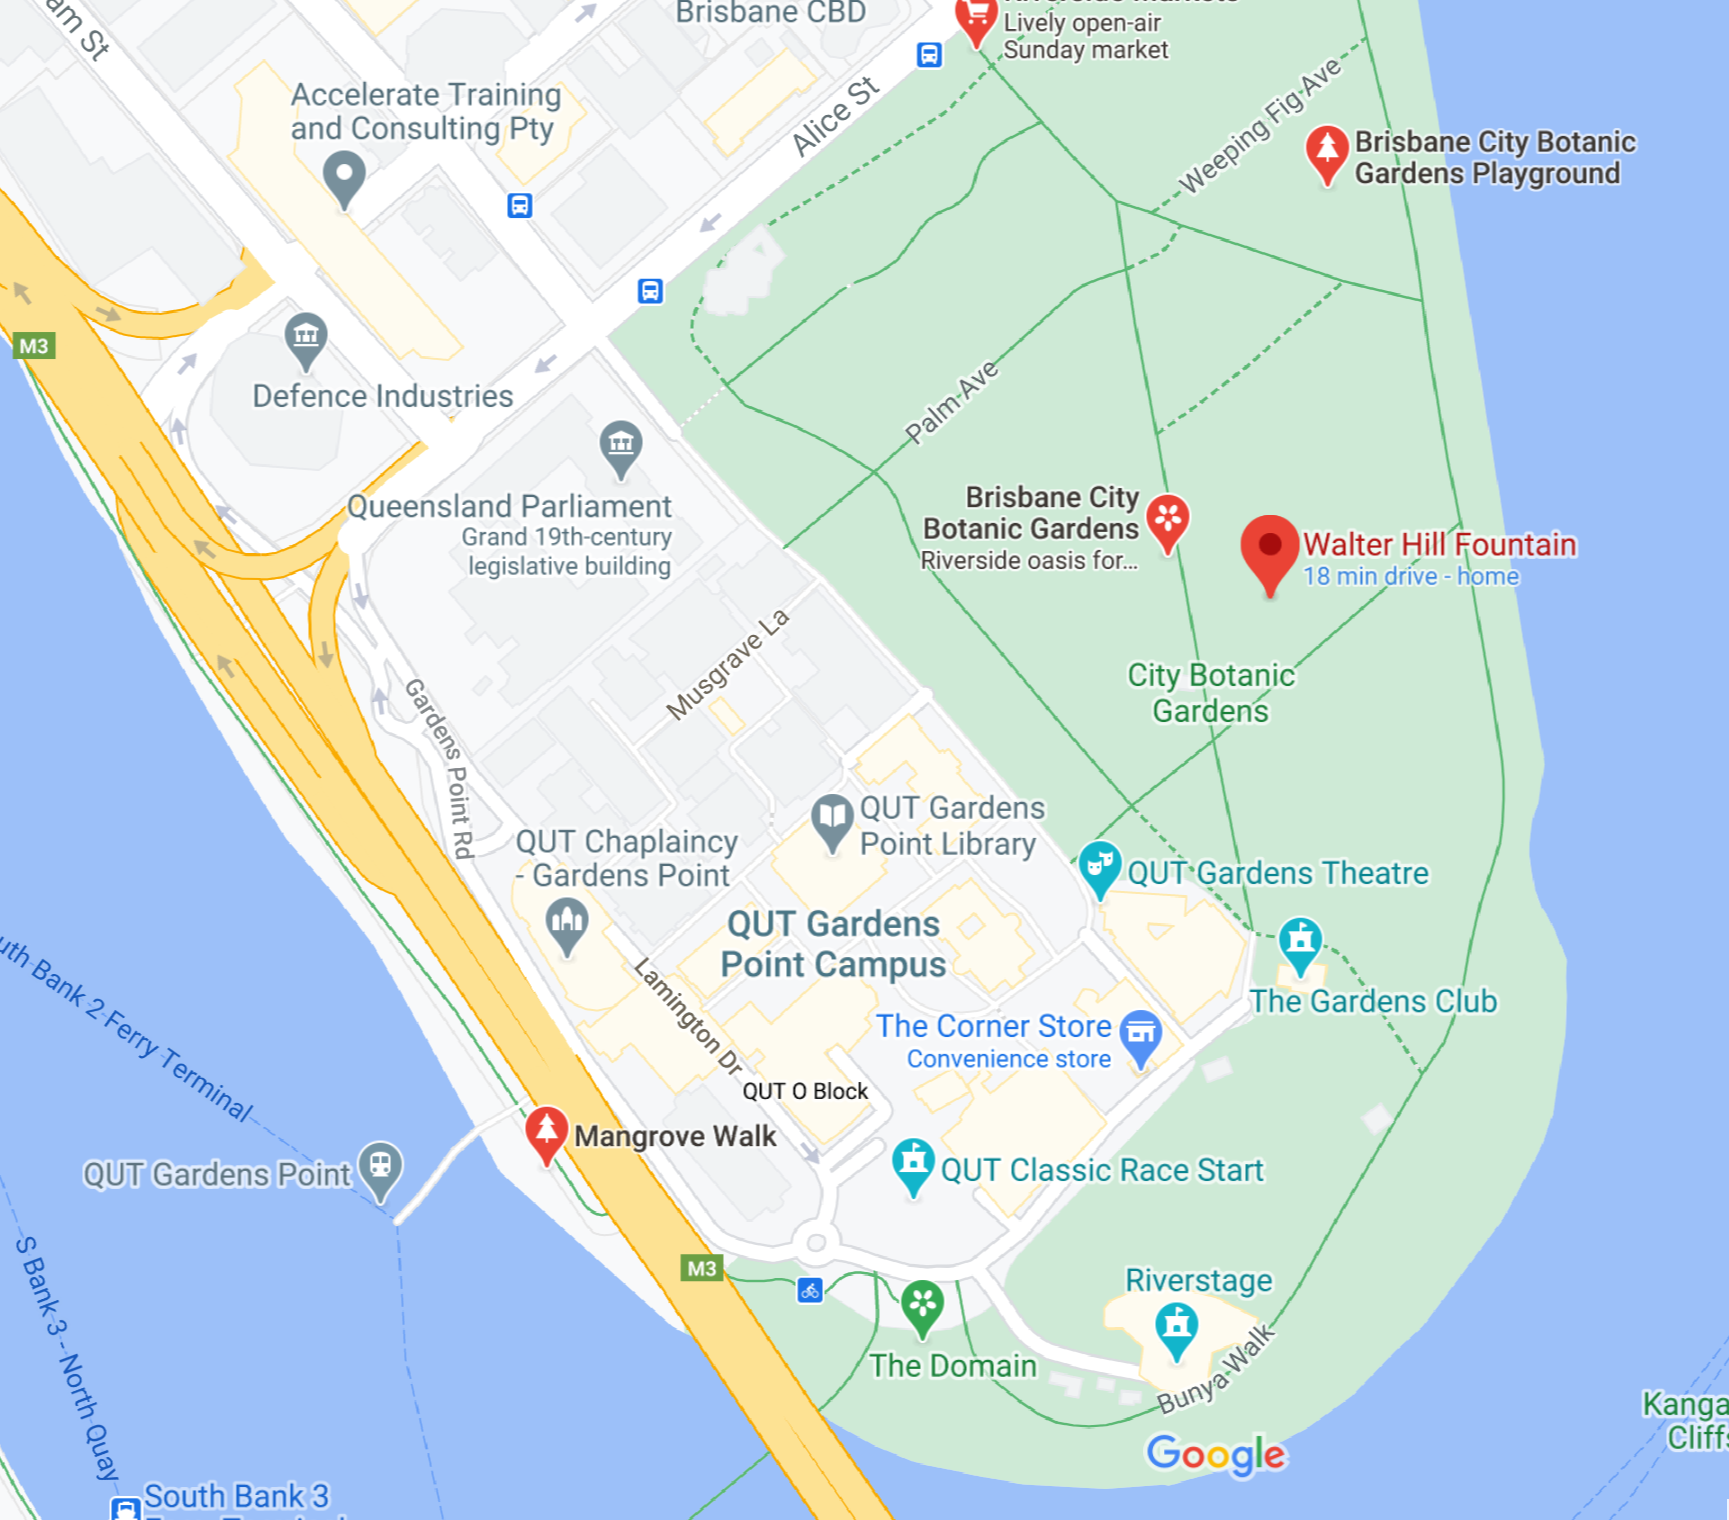 Brisbane CBD
Lively open-air
Sunday market
am St
Accelerate Training
and Consulting Pty
Alice St
Weeping Fig Ave
Brisbane City Botanic
Gardens Playground
M3
Defence Industries
Palm Ave
Queensland Parliament
Grand 19th-century
legislative building
Brisbane City
Botanic Gardens
Riverside oasis for...
Walter Hill Fountain
18 min drive - home
Musgrave La
City Botanic
Gardens
Gardens Point Rd
QUT Gardens
Point Library
QUT Chaplaincy
- Gardens Point
QUT Gardens Theatre
QUT Gardens
Point Campus
Lamington Dr
uth Bank 2 Ferry Terminal
The Gardens Club
The Corner Store
Convenience store
QUT O Block
Mangrove Walk
QUT Gardens Point
QUT Classic Race Start
S Bank 3 - North Quay
M3
Riverstage
The Domain
Bunya Walk
Kanga
Cliffs
Google
South Bank 3